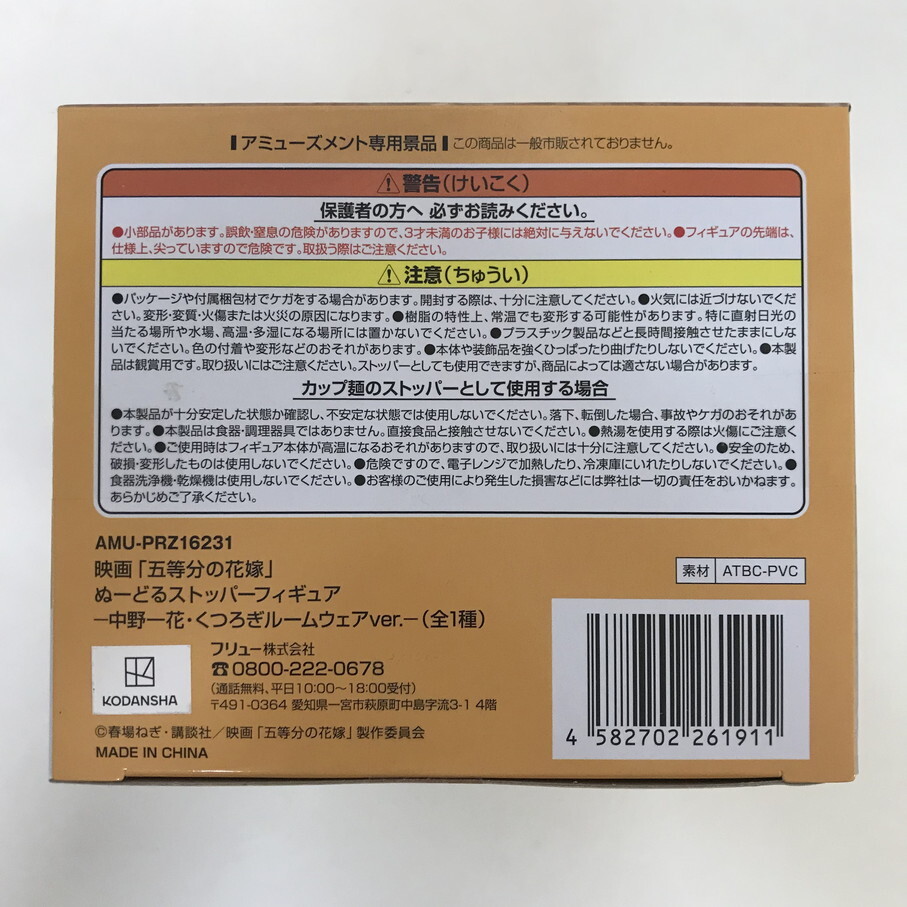 アミューズメント専用景品 この商品は一般市販されておりません。
⚠警告(けいこく)
保護者の方へ 必ずお読みください。
●小部品があります。誤飲・窒息の危険がありますので、3才未満のお子様には絶対に与えないでください。●フィギュアの先端は、
仕様上、尖っていますので危険です。取扱う際はご注意ください。
⚠注意(ちゅうい)
●パッケージや付属梱包材でケガをする場合があります。開封する際は、十分に注意してください。●火気には近づけないでくだ
さい。変形・変質・火傷または火災の原因になります。●樹脂の特性上、常温でも変形する可能性があります。特に直射日光の
当たる場所や水場、高温・多湿になる場所には置かないでください。●プラスチック製品などと長時間接触させたままにしな
いでください。色の付着や変形などのおそれがあります。●本体や装飾品を強くひっぱったり曲げたりしないでください。●本製
品は観賞用です。取り扱いにはご注意ください。ストッパーとしても使用できますが、商品によっては適さない場合があります。
カップ麺のストッパーとして使用する場合
●本製品が十分安定した状態か確認し、不安定な状態では使用しないでください。落下、転倒した場合、事故やケガのおそれがあ
ります。●本製品は食器・調理器具ではありません。直接食品と接触させないでください。●熱湯を使用する際は火傷にご注意く
ださい。●ご使用時はフィギュア本体が高温になるおそれがありますので、取り扱いには十分に注意してください。●安全のため、
破損・変形したものは使用しないでください。●危険ですので、電子レンジで加熱したり、冷凍庫にいれたりしないでください。●
食器洗浄機・乾燥機は使用しないでください。●お客様のご使用により発生した損害などには弊社は一切の責任をおいかねます。
あらかじめご了承ください。
AMU-PRZ16231
映画「五等分の花嫁」
ぬーどるストッパーフィギュア
ー中野一花・くつろぎルームウェアver.ー(全1種)
素材 ATBC-PVC
KODANSHA
フリュー株式会社
☎0800-222-0678
(通話無料、平日10:00〜18:00受付)
〒491-0364 愛知県一宮市萩原町中島字流3-1 4階
©春場ねぎ・講談社／映画「五等分の花嫁」製作委員会
MADE IN CHINA
4 582702 261911